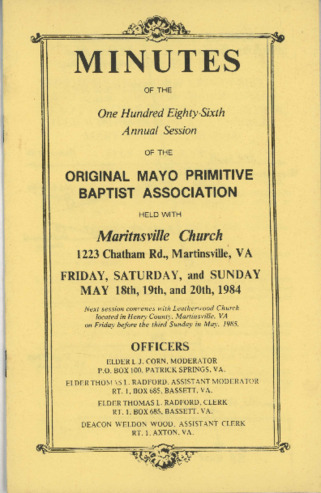 MINUTES
OF THE
One Hundred Eighty-Sixth
Annual Session
OF THE
ORIGINAL MAYO PRIMITIVE
BAPTIST ASSOCIATION
HELD WITH
Maritnsville Church
1223 Chatham Rd., Martinsville, VA
FRIDAY, SATURDAY, and SUNDAY
MAY 18th, 19th, and 20th, 1984
Next session convenes with Leatherwood Church
located in Henry County, Martinsville, VA
on Friday before the third Sunday in May, 1985.
OFFICERS
ELDER J. CORN, MODERATOR
P.O. BOX 100, PATRICK SPRINGS, VA.
ELDER THOMAS L. RADFORD, ASSISTANT MODERATOR
RT. 1, BOX 685, BASSETT, VA.
ELDER THOMAS L. RADFORD, CLERK
RT. 1, BOX 685, BASSETT, VA.
DEACON WELDON WOOD, ASSISTANT CLERK
RT. 1, AXTON, VA.